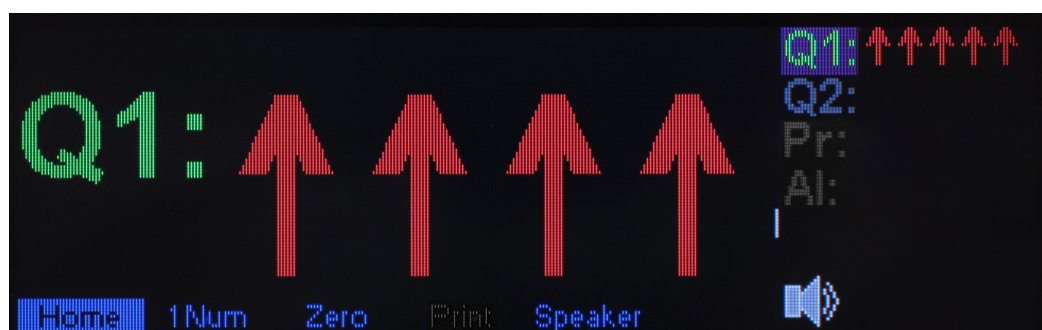 Q1: ↑↑↑↑
Q1: ↑↑↑↑↑
Q2:
Pr:
Al:
Home 1Num Zero Print Speaker